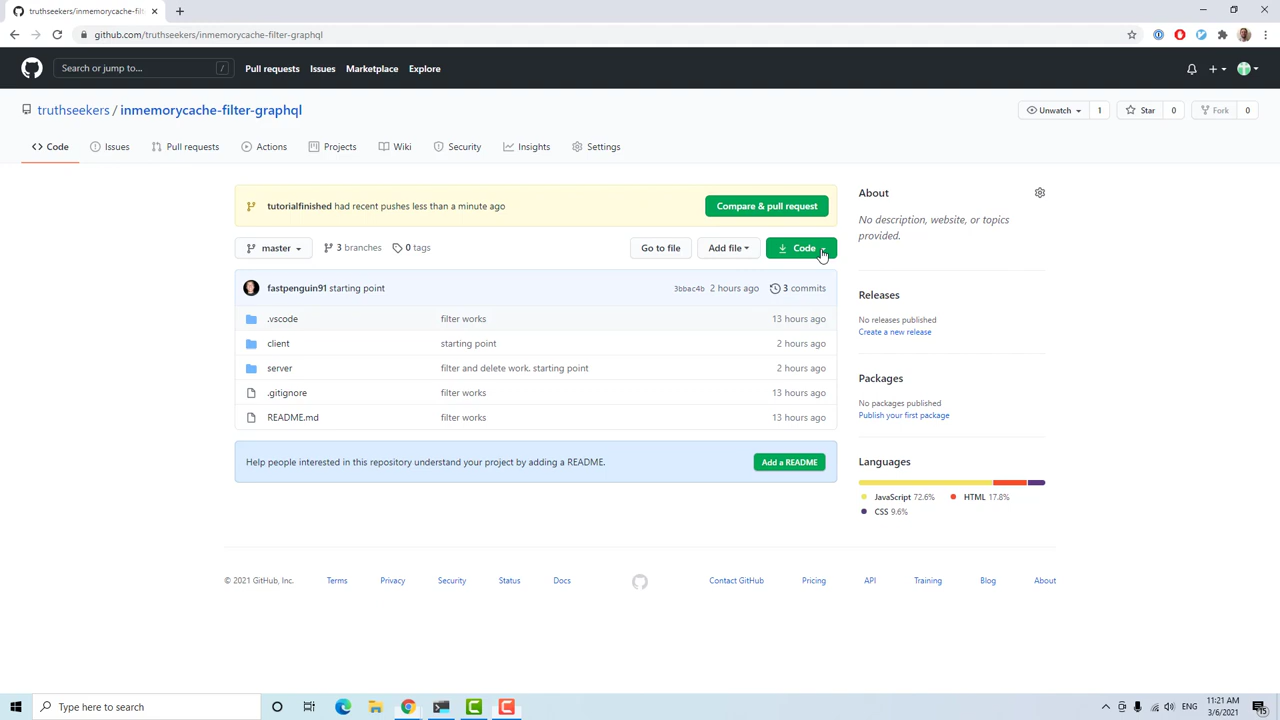 truthseekers/inmemorycache-filt
github.com/truthseekers/inmemorycache-filter-graphql
Search or jump to... /
Pull requests Issues Marketplace Explore
truthseekers / inmemorycache-filter-graphql
Unwatch 1 Star 0 Fork 0
Code Issues Pull requests Actions Projects Wiki Security Insights Settings
tutorialfinished had recent pushes less than a minute ago
Compare & pull request
master 3 branches 0 tags
Go to file Add file Code
fastpenguin91 starting point 3bbac4b 2 hours ago 3 commits
.vscode filter works 13 hours ago
client starting point 2 hours ago
server filter and delete work. starting point 2 hours ago
.gitignore filter works 13 hours ago
README.md filter works 13 hours ago
Help people interested in this repository understand your project by adding a README.
Add a README
About
No description, website, or topics
provided.
Releases
No releases published
Create a new release
Packages
No packages published
Publish your first package
Languages
JavaScript 72.6% HTML 17.8%
CSS 9.6%
© 2021 GitHub, Inc. Terms Privacy Security Status Docs Contact GitHub Pricing API Training Blog About
Type here to search
ENG
11:21 AM
3/6/2021
15